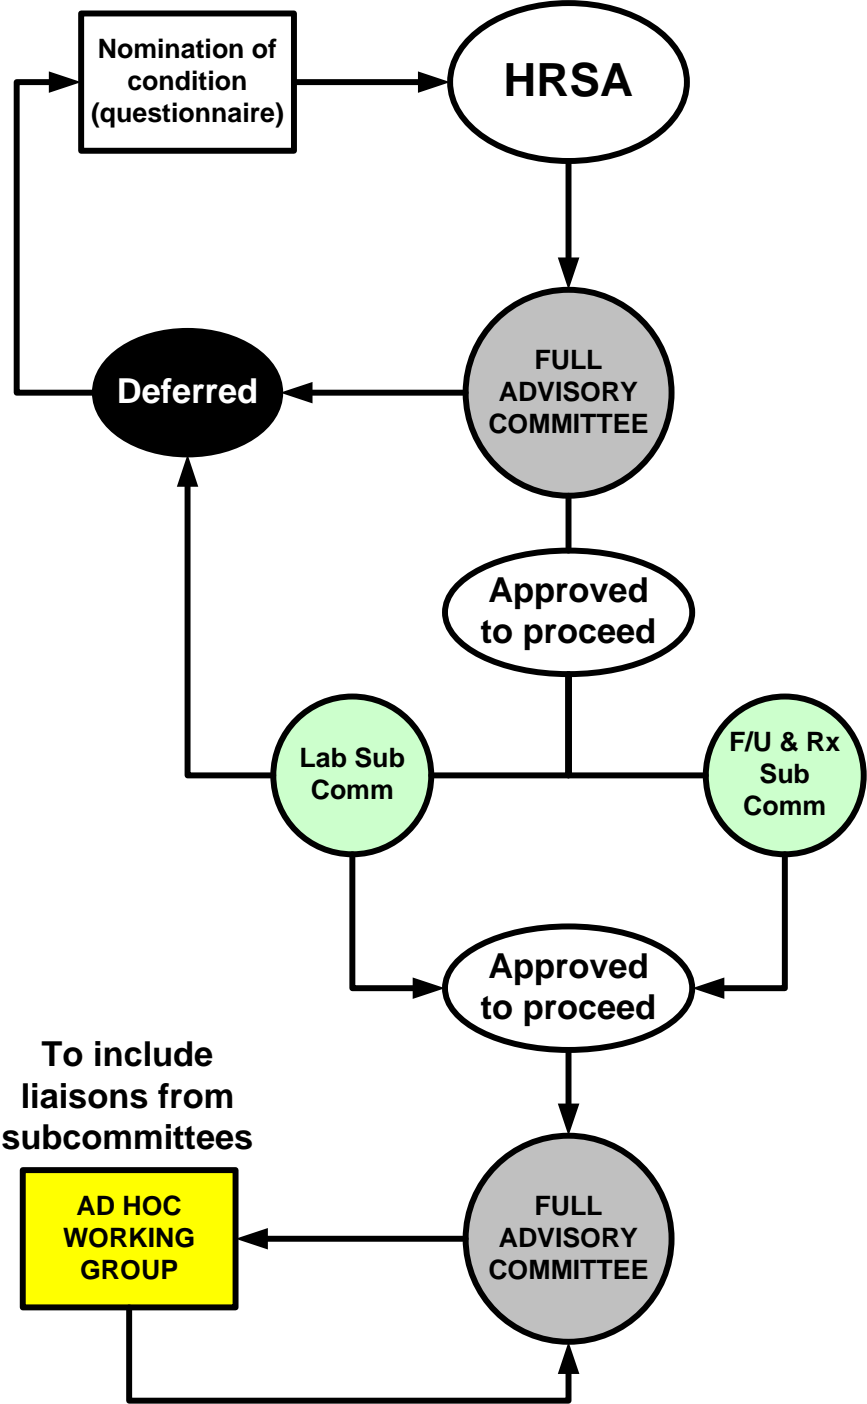 Nomination of
condition
(questionnaire)
HRSA
FULL
ADVISORY
COMMITTEE
Deferred
Approved
to proceed
Lab Sub
Comm
F/U & Rx
Sub
Comm
Approved
to proceed
To include
liaisons from
subcommittees
AD HOC
WORKING
GROUP
FULL
ADVISORY
COMMITTEE